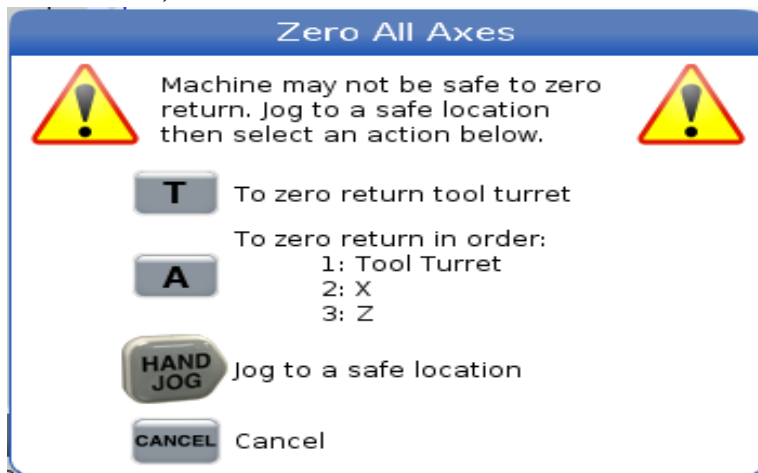 Zero All Axes
Machine may not be safe to zero
return. Jog to a safe location
then select an action below.
T To zero return tool turret
To zero return in order:
A 1: Tool Turret
2: X
3: Z
HAND
JOG Jog to a safe location
CANCEL Cancel